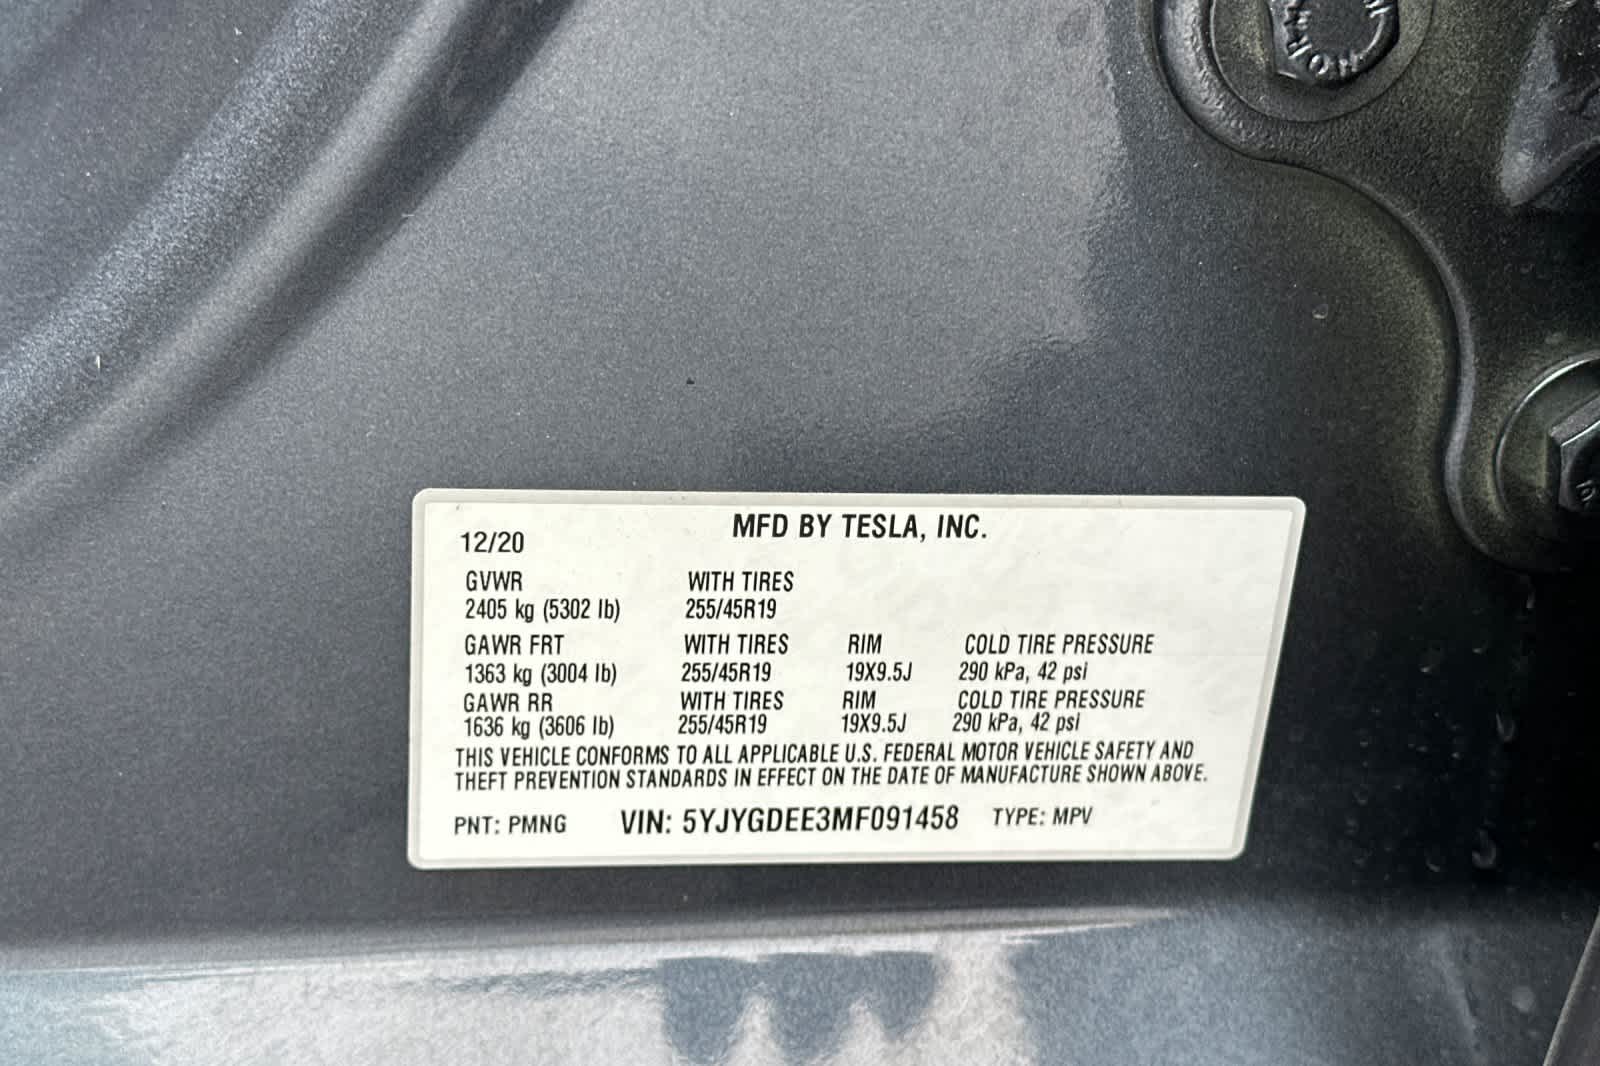 MFD BY TESLA, INC.
12/20
GVWR WITH TIRES
2405 kg (5302 lb) 255/45R19
GAWR FRT WITH TIRES RIM COLD TIRE PRESSURE
1363 kg (3004 lb) 255/45R19 19X9.5J 290 kPa, 42 psi
GAWR RR WITH TIRES RIM COLD TIRE PRESSURE
1636 kg (3606 lb) 255/45R19 19X9.5J 290 kPa, 42 psi
THIS VEHICLE CONFORMS TO ALL APPLICABLE U.S. FEDERAL MOTOR VEHICLE SAFETY AND
THEFT PREVENTION STANDARDS IN EFFECT ON THE DATE OF MANUFACTURE SHOWN ABOVE.
PNT: PMNG VIN: 5YJYGDEE3MF091458 TYPE: MPV